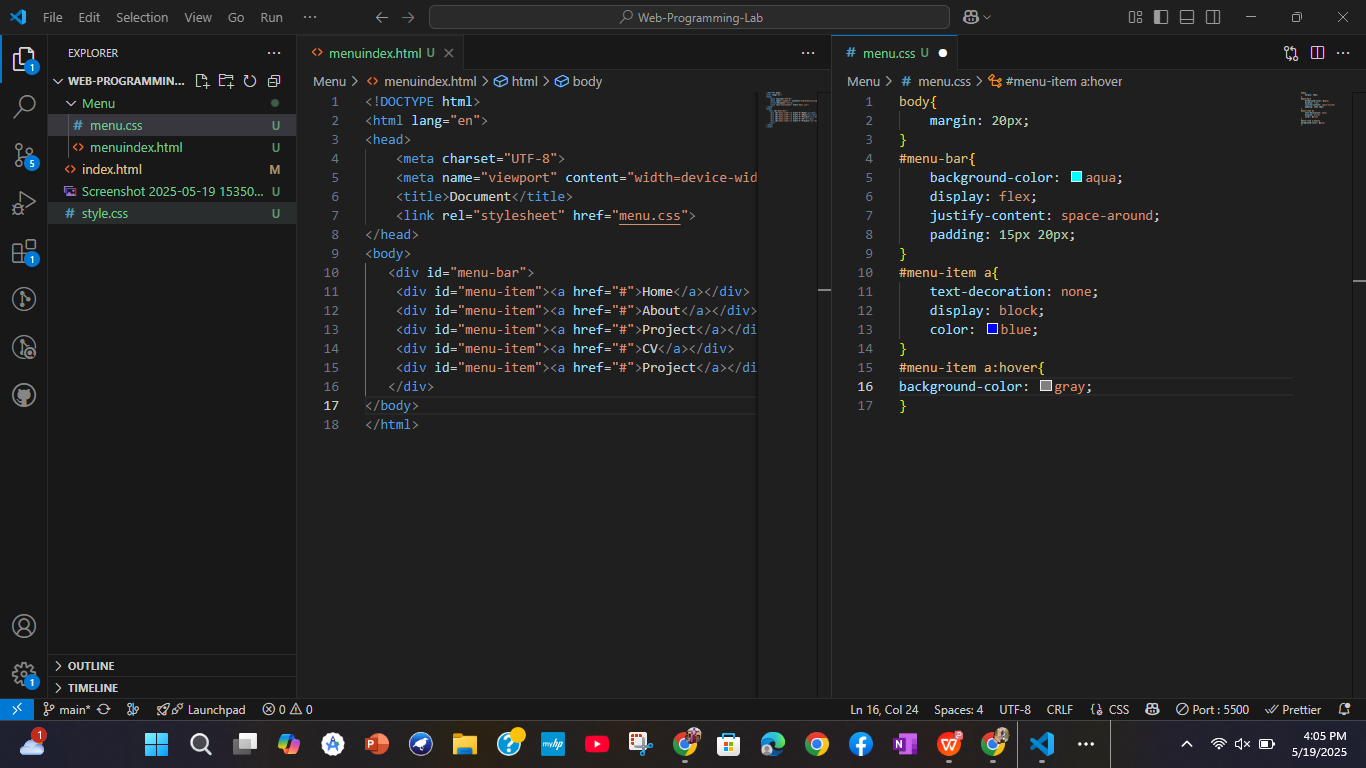 File Edit Selection View Go Run ···
Web-Programming-Lab
EXPLORER ···
WEB-PROGRAMMIN...
Menu
# menu.css U
<> menuindex.html U
<> index.html M
Screenshot 2025-05-19 15350... U
# style.css U
OUTLINE
TIMELINE
<> menuindex.html U
Menu > <> menuindex.html > html > body
1 <!DOCTYPE html>
2 <html lang="en">
3 <head>
4 <meta charset="UTF-8">
5 <meta name="viewport" content="width=device-wid
6 <title>Document</title>
7 <link rel="stylesheet" href="menu.css">
8 </head>
9 <body>
10 <div id="menu-bar">
11 <div id="menu-item"><a href="#">Home</a></div>
12 <div id="menu-item"><a href="#">About</a></div>
13 <div id="menu-item"><a href="#">Project</a></di
14 <div id="menu-item"><a href="#">CV</a></div>
15 <div id="menu-item"><a href="#">Project</a></di
16 </div>
17 </body>
18 </html>
# menu.css U
Menu > # menu.css > #menu-item a:hover
1 body{
2 margin: 20px;
3 }
4 #menu-bar{
5 background-color: aqua;
6 display: flex;
7 justify-content: space-around;
8 padding: 15px 20px;
9 }
10 #menu-item a{
11 text-decoration: none;
12 display: block;
13 color: blue;
14 }
15 #menu-item a:hover{
16 background-color: gray;
17 }
1
5
1
1
main* Launchpad 0 0 Ln 16, Col 24 Spaces: 4 UTF-8 CRLF {} CSS Port : 5500 Prettier
1
myhp
4:05 PM
5/19/2025